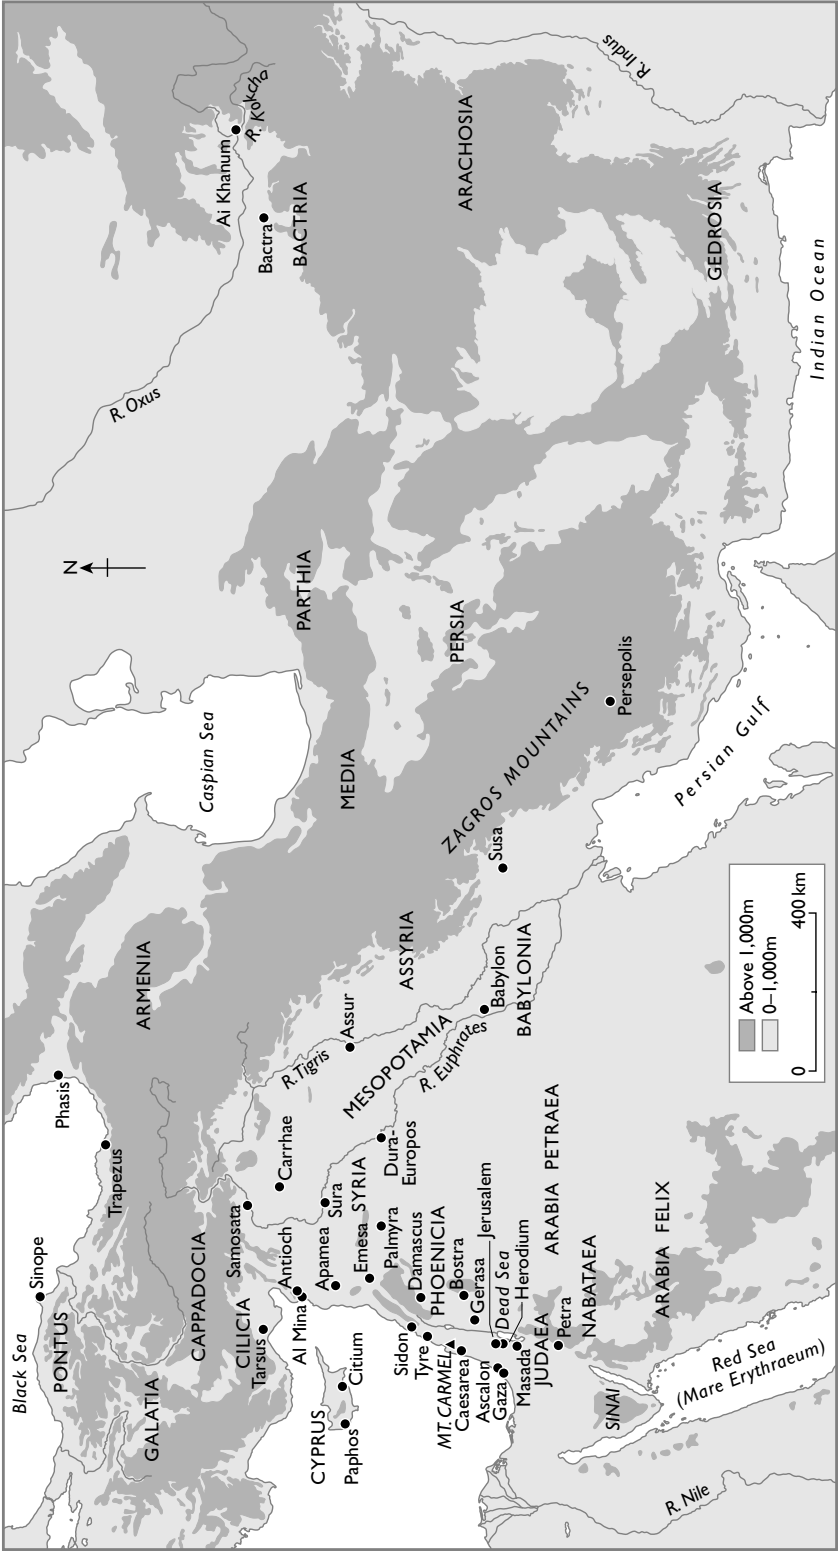 Black Sea
Sinope
PONTUS
GALATIA
Trapezus
Phasis
CAPPADOCIA
ARMENIA
CILICIA
Tarsus
Samosata
Carrhae
Antioch
Al Mina
Apamea
Sura
SYRIA
Emesa
Palmyra
Dura-
Europos
CYPRUS
Paphos
Citium
Sidon
Tyre
Damascus
PHOENICIA
MT. CARMEL
Caesarea
Bostra
Gerasa
Jerusalem
Dead Sea
Herodium
Ascalon
Gaza
Masada
JUDAEA
Petra
NABATAEA
ARABIA PETRAEA
ARABIA FELIX
SINAI
Red Sea
(Mare Erythraeum)
R. Nile
R. Tigris
Assur
ASSYRIA
MESOPOTAMIA
R. Euphrates
Babylon
BABYLONIA
Susa
Caspian Sea
MEDIA
PARTHIA
PERSIA
ZAGROS MOUNTAINS
Persepolis
Persian Gulf
N
R. Oxus
Ai Khanum
R. Kokcha
Bactra
BACTRIA
ARACHOSIA
GEDROSIA
R. Indus
Indian Ocean
Above 1,000m
0–1,000m
0
400 km